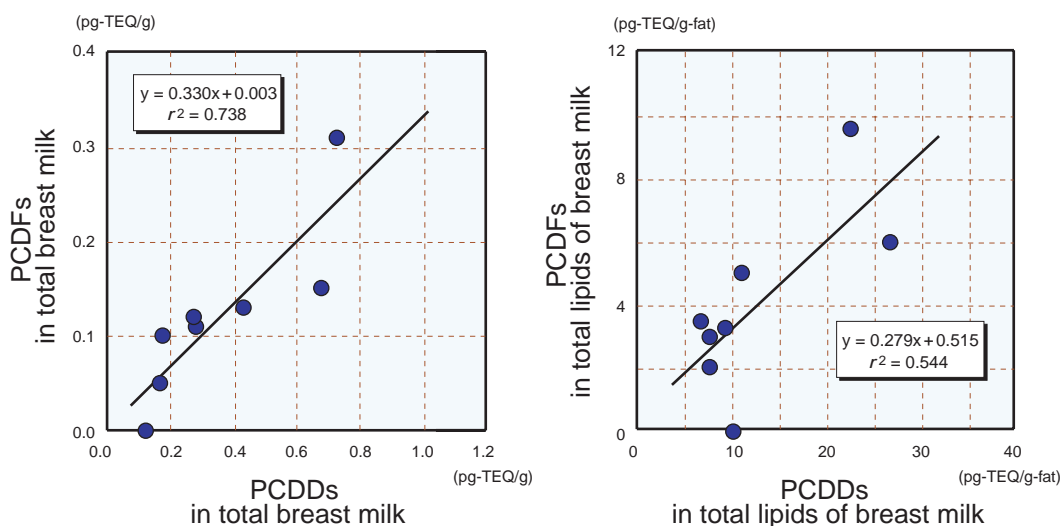 (pg-TEQ/g)
0.4
0.3
0.2
0.1
0.0
PCDFs
in total breast milk
y = 0.330x+0.003
r² = 0.738
0.0
0.2
0.4
0.6
0.8
1.0
1.2
(pg-TEQ/g)
PCDDs
in total breast milk
(pg-TEQ/g-fat)
12
8
4
0
PCDFs
in total lipids of breast milk
y = 0.279x+0.515
r² = 0.544
0
10
20
30
40
(pg-TEQ/g-fat)
PCDDs
in total lipids of breast milk